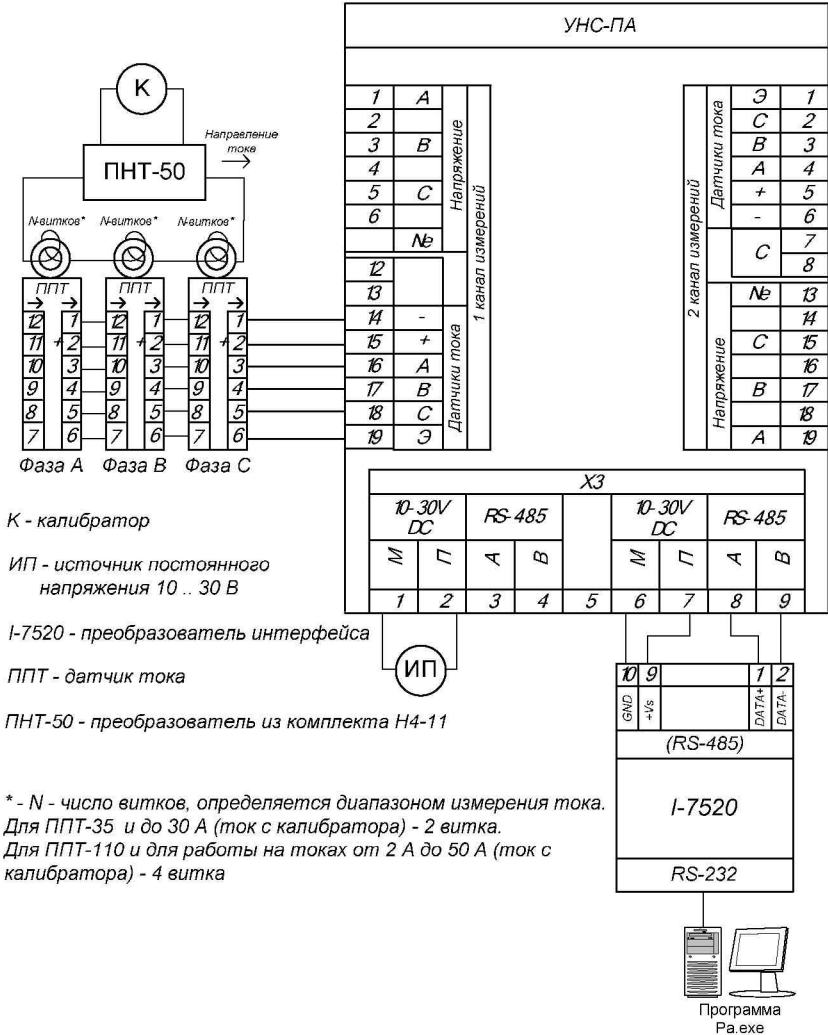 УНС-ПА
К
Направление
тока
ПНТ-50
N-витков* N-витков* N-витков*
ППТ ППТ ППТ
12 1 12 1 12 1
11 + 2 11 + 2 11 + 2
10 3 10 3 10 3
9 4 9 4 9 4
8 5 8 5 8 5
7 6 7 6 7 6
Фаза А Фаза В Фаза С
1 А
2
3 В
4
5 С
6
Ne
12
13
14 -
15 +
16 А
17 В
18 С
19 Э
Напряжение
Датчики тока
1 канал измерений
2 канал измерений
Датчики тока
Напряжение
Э 1
С 2
В 3
А 4
+ 5
- 6
С 7
8
Ne 13
14
С 15
16
В 17
18
А 19
Х3
10-30V
DC
RS-485
10-30V
DC
RS-485
М П А В М П А В
1 2 3 4 5 6 7 8 9
ИП
К - калибратор
ИП - источник постоянного
напряжения 10 .. 30 В
I-7520 - преобразователь интерфейса
ППТ - датчик тока
ПНТ-50 - преобразователь из комплекта Н4-11
10 9 1 2
GND +Vs DATA+ DATA-
(RS-485)
I-7520
RS-232
* - N - число витков, определяется диапазоном измерения тока.
Для ППТ-35 и до 30 А (ток с калибратора) - 2 витка.
Для ППТ-110 и для работы на токах от 2 А до 50 А (ток с
калибратора) - 4 витка
Программа
Pa.exe